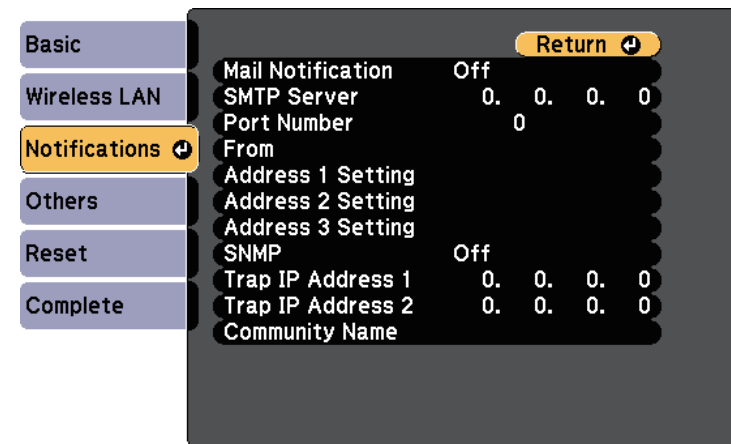 Basic
Wireless LAN
Notifications
Others
Reset
Complete
Return
Mail Notification Off
SMTP Server 0. 0. 0. 0
Port Number 0
From
Address 1 Setting
Address 2 Setting
Address 3 Setting
SNMP Off
Trap IP Address 1 0. 0. 0. 0
Trap IP Address 2 0. 0. 0. 0
Community Name